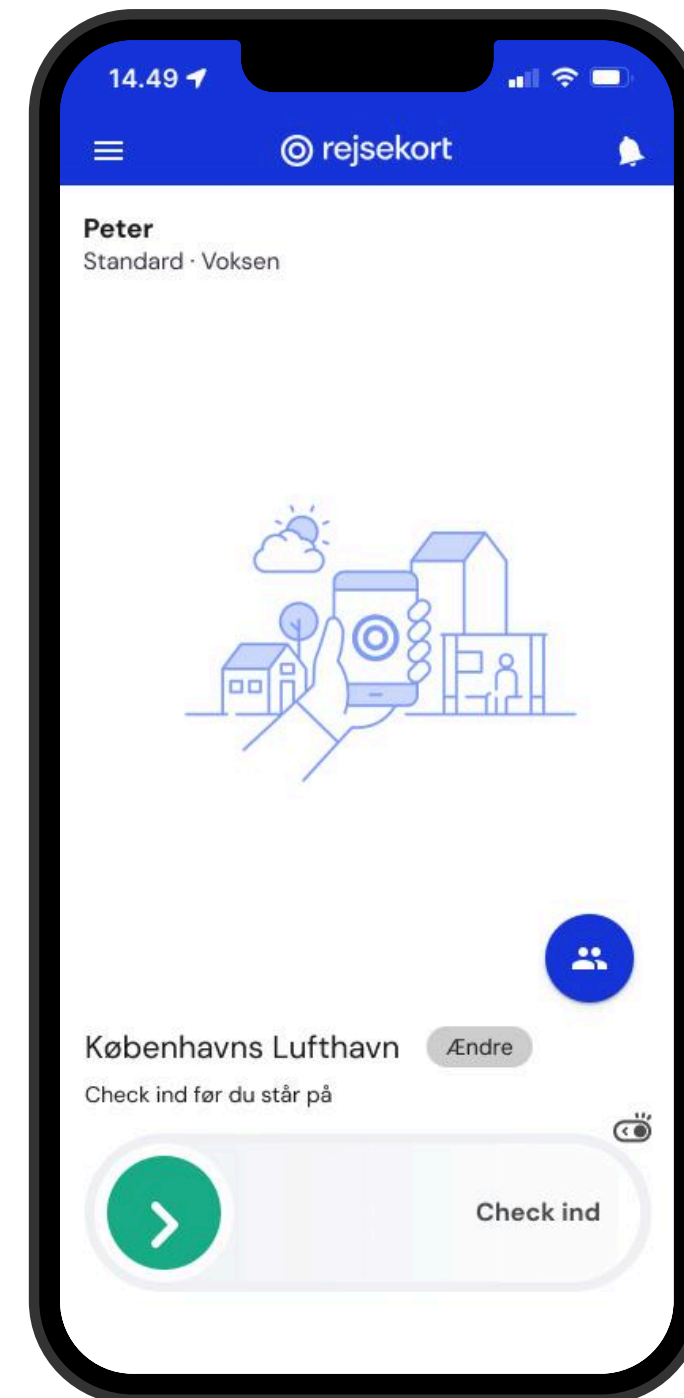 14.49
rejsekort
Peter
Standard · Voksen
Københavns Lufthavn Ændre
Check ind før du står på
Check ind